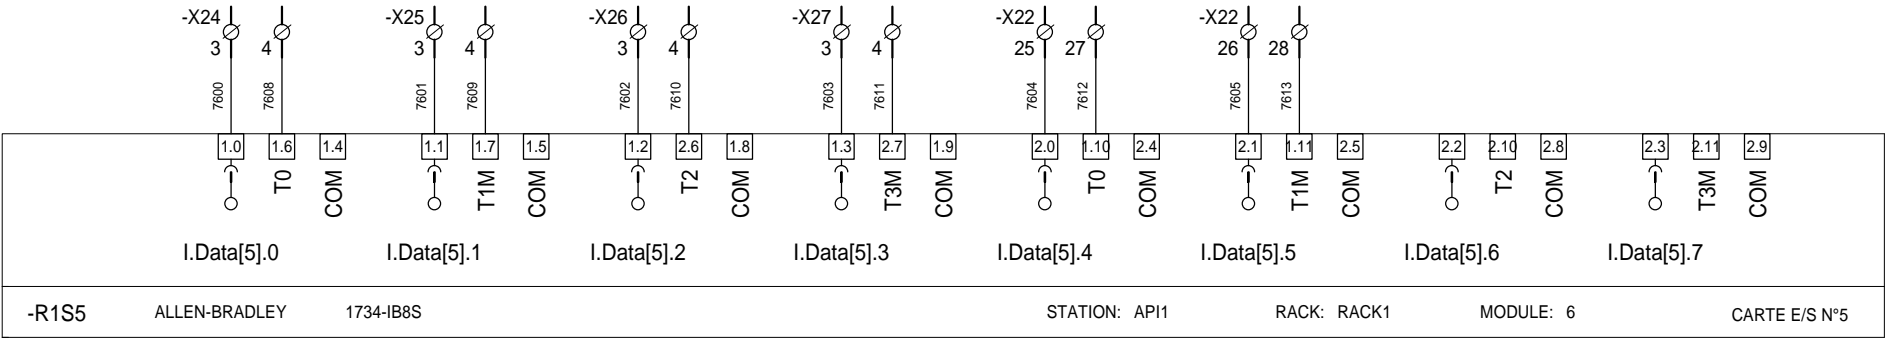 -X24 -X25 -X26 -X27 -X22 -X22
3 4 3 4 3 4 3 4 25 27 26 28
7600 7608 7601 7609 7602 7610 7603 7611 7604 7612 7605 7613
1.0 1.6 1.4 1.1 1.7 1.5 1.2 2.6 1.8 1.3 2.7 1.9 2.0 1.10 2.4 2.1 1.11 2.5 2.2 2.10 2.8 2.3 2.11 2.9
T0 COM T1M COM T2 COM T3M COM T0 COM T1M COM T2 COM T3M COM
I.Data[5].0 I.Data[5].1 I.Data[5].2 I.Data[5].3 I.Data[5].4 I.Data[5].5 I.Data[5].6 I.Data[5].7
-R1S5 ALLEN-BRADLEY 1734-IB8S STATION: API1 RACK: RACK1 MODULE: 6 CARTE E/S N°5